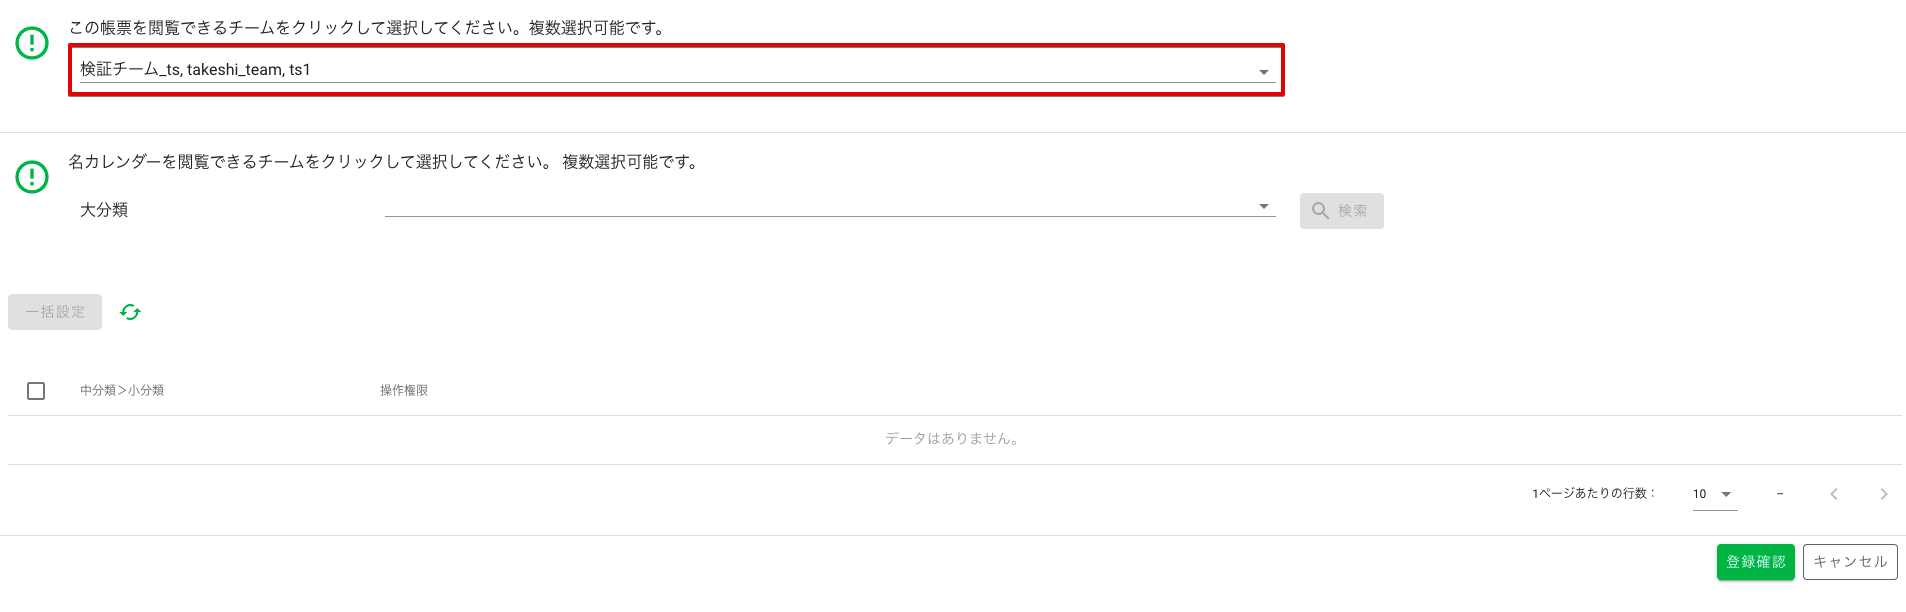 この帳票を閲覧できるチームをクリックして選択してください。複数選択可能です。
検証チーム_ts, takeshi_team, ts1
名カレンダーを閲覧できるチームをクリックして選択してください。 複数選択可能です。
大分類
検索
一括設定
中分類＞小分類 操作権限
データはありません。
1ページあたりの行数： 10 –
登録確認 キャンセル